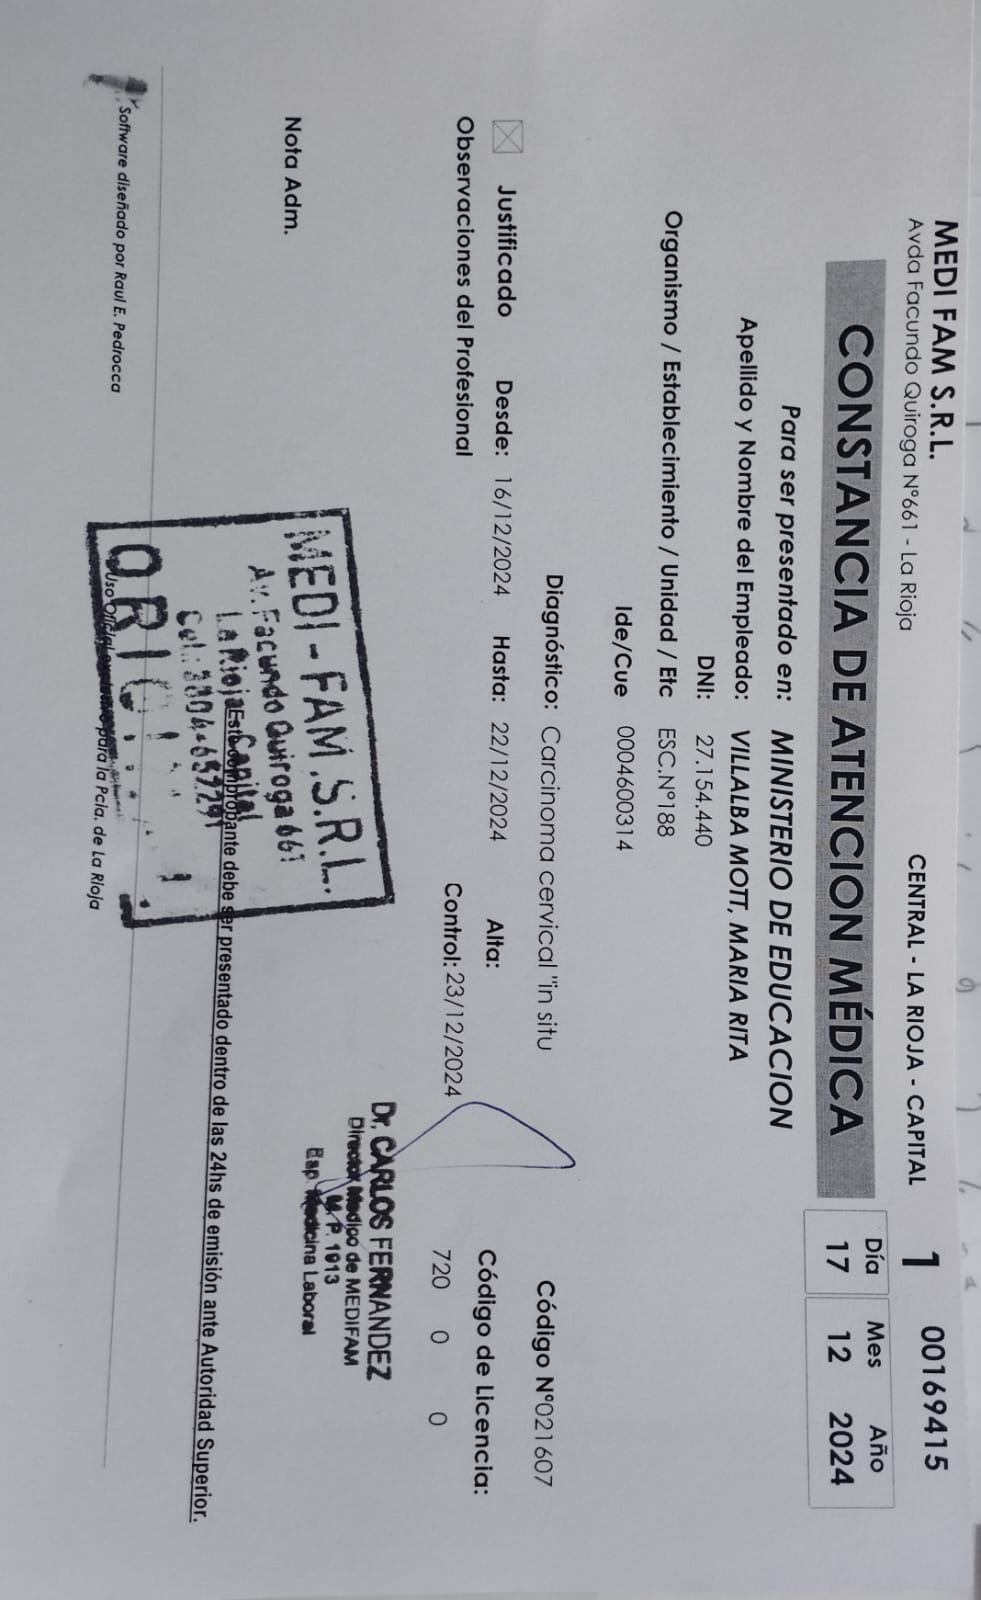 MEDI FAM S.R.L.
Avda Facundo Quiroga Nº661 - La Rioja
CENTRAL - LA RIOJA - CAPITAL
1
00169415
CONSTANCIA DE ATENCION MÉDICA
Día Mes Año
17 12 2024
Para ser presentado en: MINISTERIO DE EDUCACION
Apellido y Nombre del Empleado: VILLALBA MOTT, MARIA RITA
DNI: 27.154.440
Organismo / Establecimiento / Unidad / Etc ESC.Nº188
Ide/Cue 0004600314
Diagnóstico: Carcinoma cervical "in situ
Código Nº021607
Justificado Desde: 16/12/2024 Hasta: 22/12/2024 Alta:
Código de Licencia:
Observaciones del Profesional
Control: 23/12/2024
720 0 0
Dr. CARLOS FERNANDEZ
Director Medico de MEDIFAM
M. P. 1913
Esp. Medicina Laboral
Nota Adm.
MEDI - FAM.S.R.L.
Av. Facundo Quiroga 661
La Rioja Capital
Este comprobante debe ser presentado dentro de las 24hs de emisión ante Autoridad Superior.
Uso Oficial para la Pcia. de La Rioja
Software diseñado por Raul E. Pedrocca